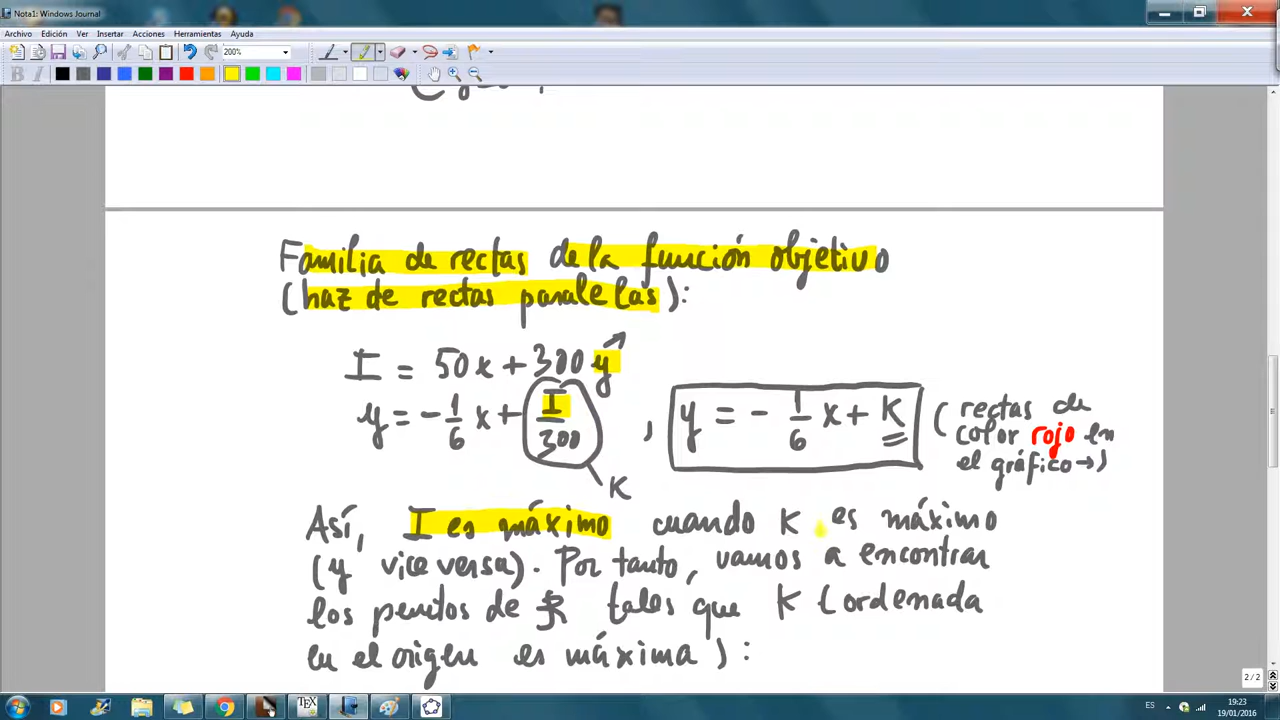 Nota1: Windows Journal
Archivo Edición Ver Insertar Acciones Herramientas Ayuda
200%
Familia de rectas de la función objetivo
(haz de rectas paralelas):
I = 50x + 300y
y = -1/6 x + I/300 , y = -1/6 x + K (rectas de
color rojo en
el gráfico →)
K
Así, I es máximo cuando K es máximo
(y viceversa). Por tanto, vamos a encontrar
los puntos de R tales que K (ordenada
en el origen es máxima):
2 / 2
TEX
ES 19:23
19/01/2016